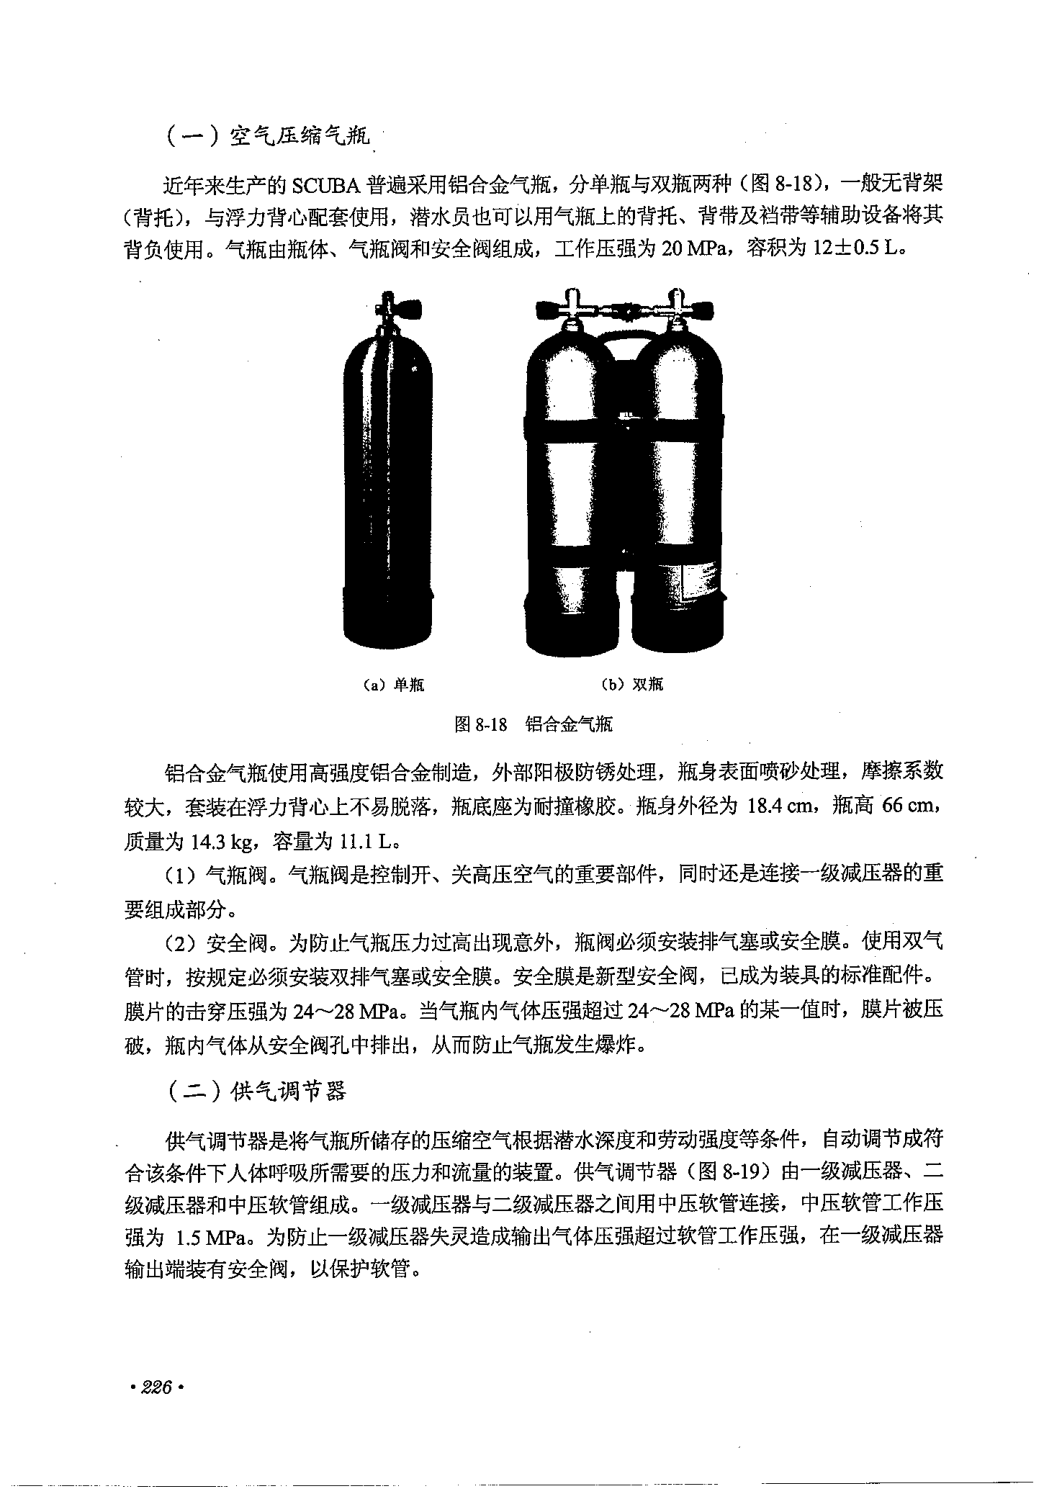 （一）空气压缩气瓶
近年来生产的 SCUBA 普遍采用铝合金气瓶，分单瓶与双瓶两种（图 8-18），一般无背架
（背托），与浮力背心配套使用，潜水员也可以用气瓶上的背托、背带及裆带等辅助设备将其
背负使用。气瓶由瓶体、气瓶阀和安全阀组成，工作压强为 20 MPa，容积为 12±0.5 L。
（a）单瓶
（b）双瓶
图 8-18 铝合金气瓶
铝合金气瓶使用高强度铝合金制造，外部阳极防锈处理，瓶身表面喷砂处理，摩擦系数
较大，套装在浮力背心上不易脱落，瓶底座为耐撞橡胶。瓶身外径为 18.4 cm，瓶高 66 cm，
质量为 14.3 kg，容量为 11.1 L。
（1）气瓶阀。气瓶阀是控制开、关高压空气的重要部件，同时还是连接一级减压器的重
要组成部分。
（2）安全阀。为防止气瓶压力过高出现意外，瓶阀必须安装排气塞或安全膜。使用双气
管时，按规定必须安装双排气塞或安全膜。安全膜是新型安全阀，已成为装具的标准配件。
膜片的击穿压强为 24～28 MPa。当气瓶内气体压强超过 24～28 MPa 的某一值时，膜片被压
破，瓶内气体从安全阀孔中排出，从而防止气瓶发生爆炸。
（二）供气调节器
供气调节器是将气瓶所储存的压缩空气根据潜水深度和劳动强度等条件，自动调节成符
合该条件下人体呼吸所需要的压力和流量的装置。供气调节器（图 8-19）由一级减压器、二
级减压器和中压软管组成。一级减压器与二级减压器之间用中压软管连接，中压软管工作压
强为 1.5 MPa。为防止一级减压器失灵造成输出气体压强超过软管工作压强，在一级减压器
输出端装有安全阀，以保护软管。
·226·